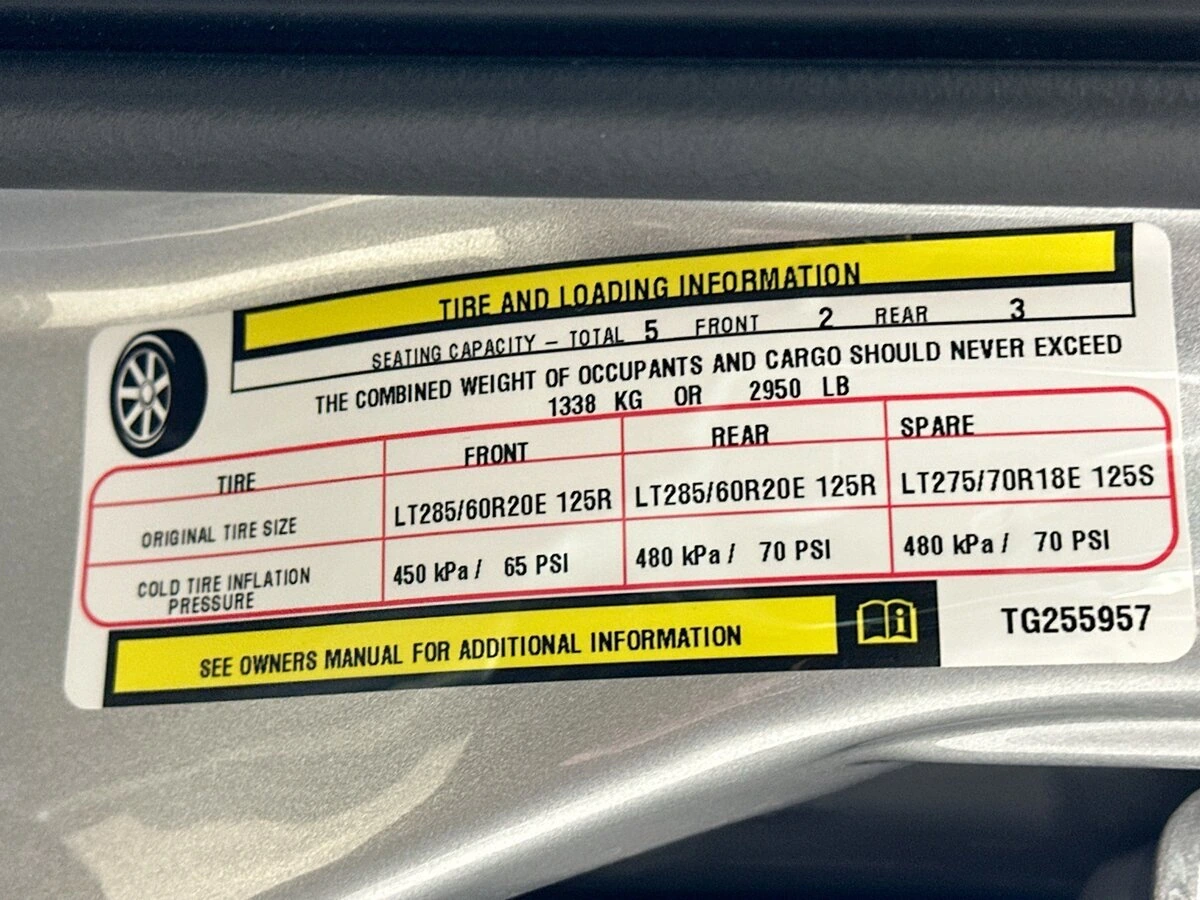 TIRE AND LOADING INFORMATION
SEATING CAPACITY – TOTAL 5 FRONT 2 REAR 3
THE COMBINED WEIGHT OF OCCUPANTS AND CARGO SHOULD NEVER EXCEED
1338 KG OR 2950 LB
TIRE FRONT REAR SPARE
ORIGINAL TIRE SIZE LT285/60R20E 125R LT285/60R20E 125R LT275/70R18E 125S
COLD TIRE INFLATION PRESSURE 450 kPa / 65 PSI 480 kPa / 70 PSI 480 kPa / 70 PSI
SEE OWNERS MANUAL FOR ADDITIONAL INFORMATION
TG255957